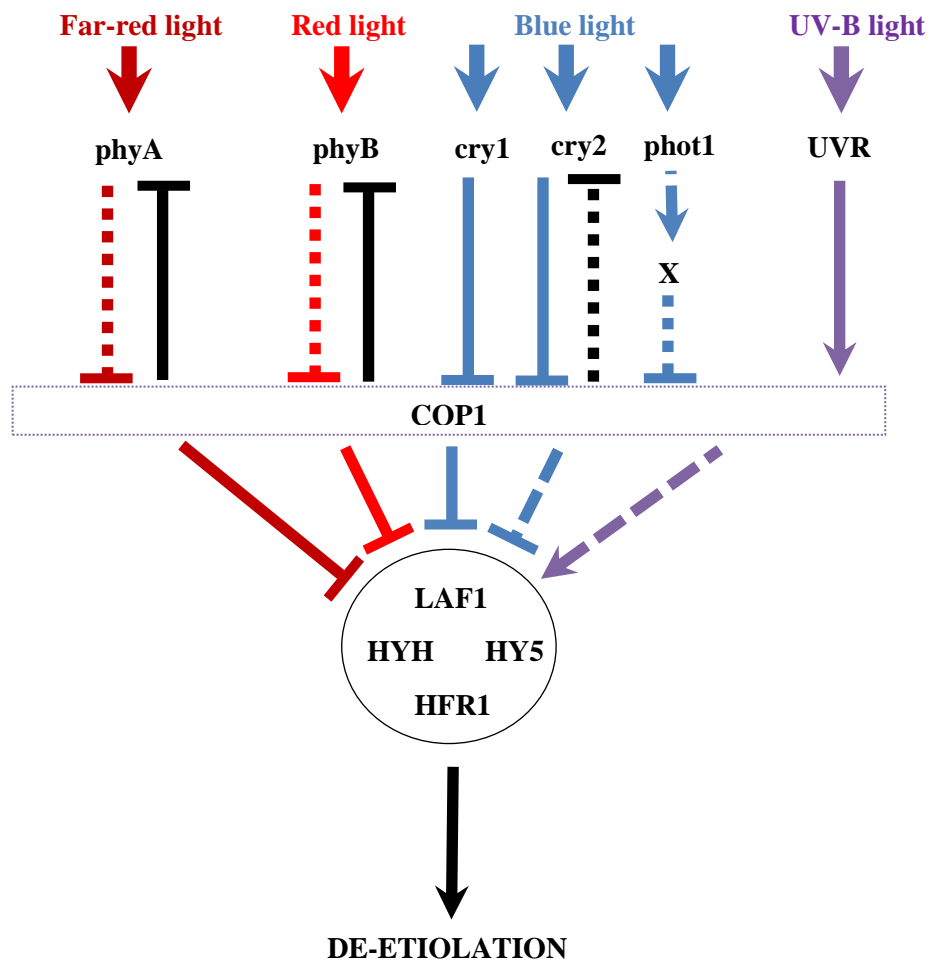 Far-red light
Red light
Blue light
UV-B light
phyA
phyB
cry1
cry2
phot1
UVR
X
COP1
LAF1
HYH
HY5
HFR1
DE-ETIOLATION